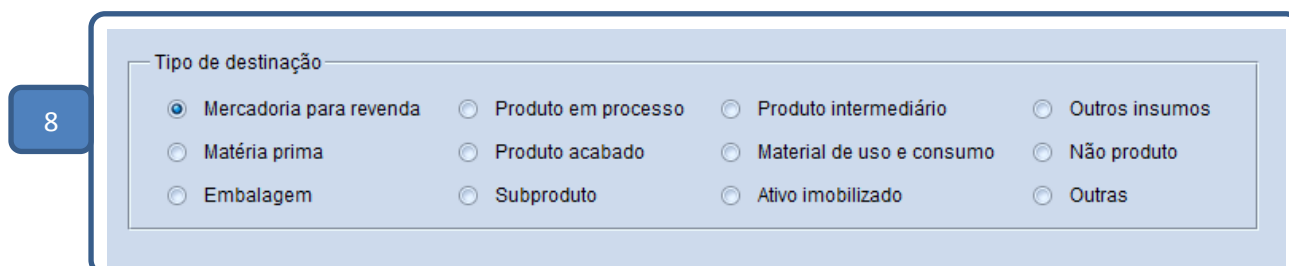 Tipo de destinação
8
Mercadoria para revenda Produto em processo Produto intermediário Outros insumos
Matéria prima Produto acabado Material de uso e consumo Não produto
Embalagem Subproduto Ativo imobilizado Outras